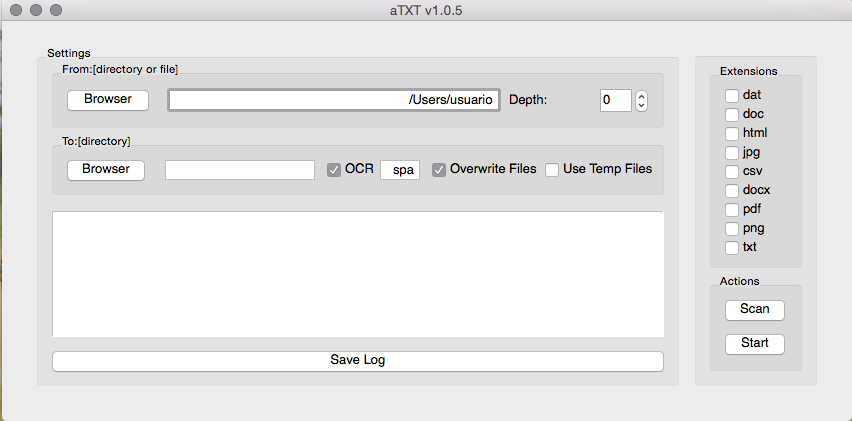 aTXT v1.0.5
Settings
From:[directory or file]
Browser /Users/usuario Depth: 0
To:[directory]
Browser OCR spa Overwrite Files Use Temp Files
Save Log
Extensions
dat
doc
html
jpg
csv
docx
pdf
png
txt
Actions
Scan
Start